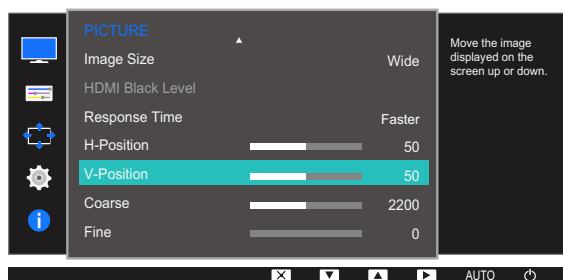 PICTURE
Image Size Wide
HDMI Black Level
Response Time Faster
H-Position 50
V-Position 50
Coarse 2200
Fine 0
Move the image
displayed on the
screen up or down.
AUTO